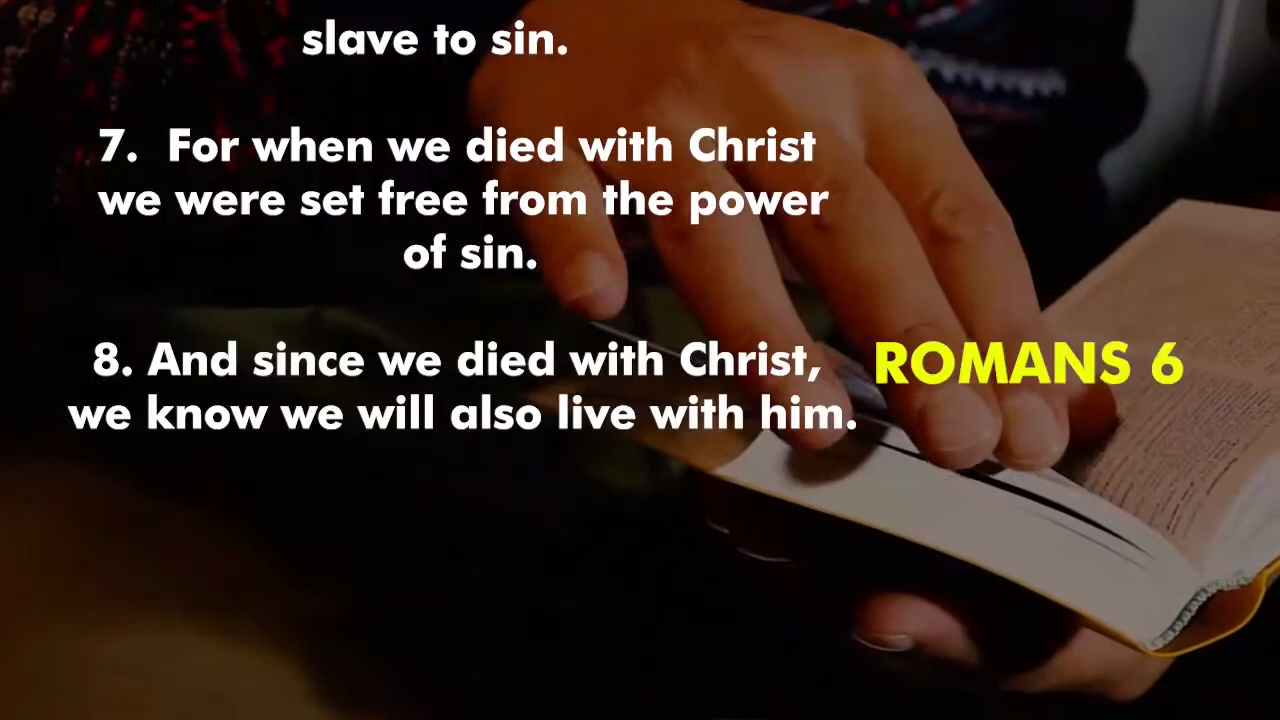 slave to sin.
7. For when we died with Christ
we were set free from the power
of sin.
8. And since we died with Christ,
we know we will also live with him.
ROMANS 6